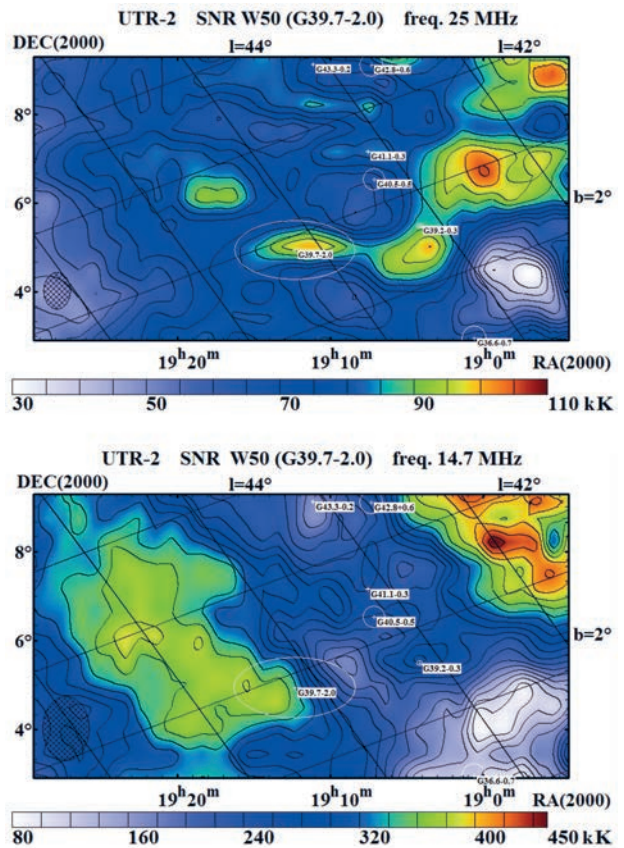 UTR-2 SNR W50 (G39.7-2.0) freq. 25 MHz
DEC(2000) l=44° l=42°
G43.3-0.2 G42.8+0.6
8°
G41.1-0.3
G40.5-0.5
6° b=2°
G39.2-0.3
G39.7-2.0
4°
G36.6-0.7
19ʰ20ᵐ 19ʰ10ᵐ 19ʰ0ᵐ RA(2000)
30 50 70 90 110 kK
UTR-2 SNR W50 (G39.7-2.0) freq. 14.7 MHz
DEC(2000) l=44° l=42°
G43.3-0.2 G42.8+0.6
8°
G41.1-0.3
G40.5-0.5
6° b=2°
G39.2-0.3
G39.7-2.0
4°
G36.6-0.7
19ʰ20ᵐ 19ʰ10ᵐ 19ʰ0ᵐ RA(2000)
80 160 240 320 400 450 kK